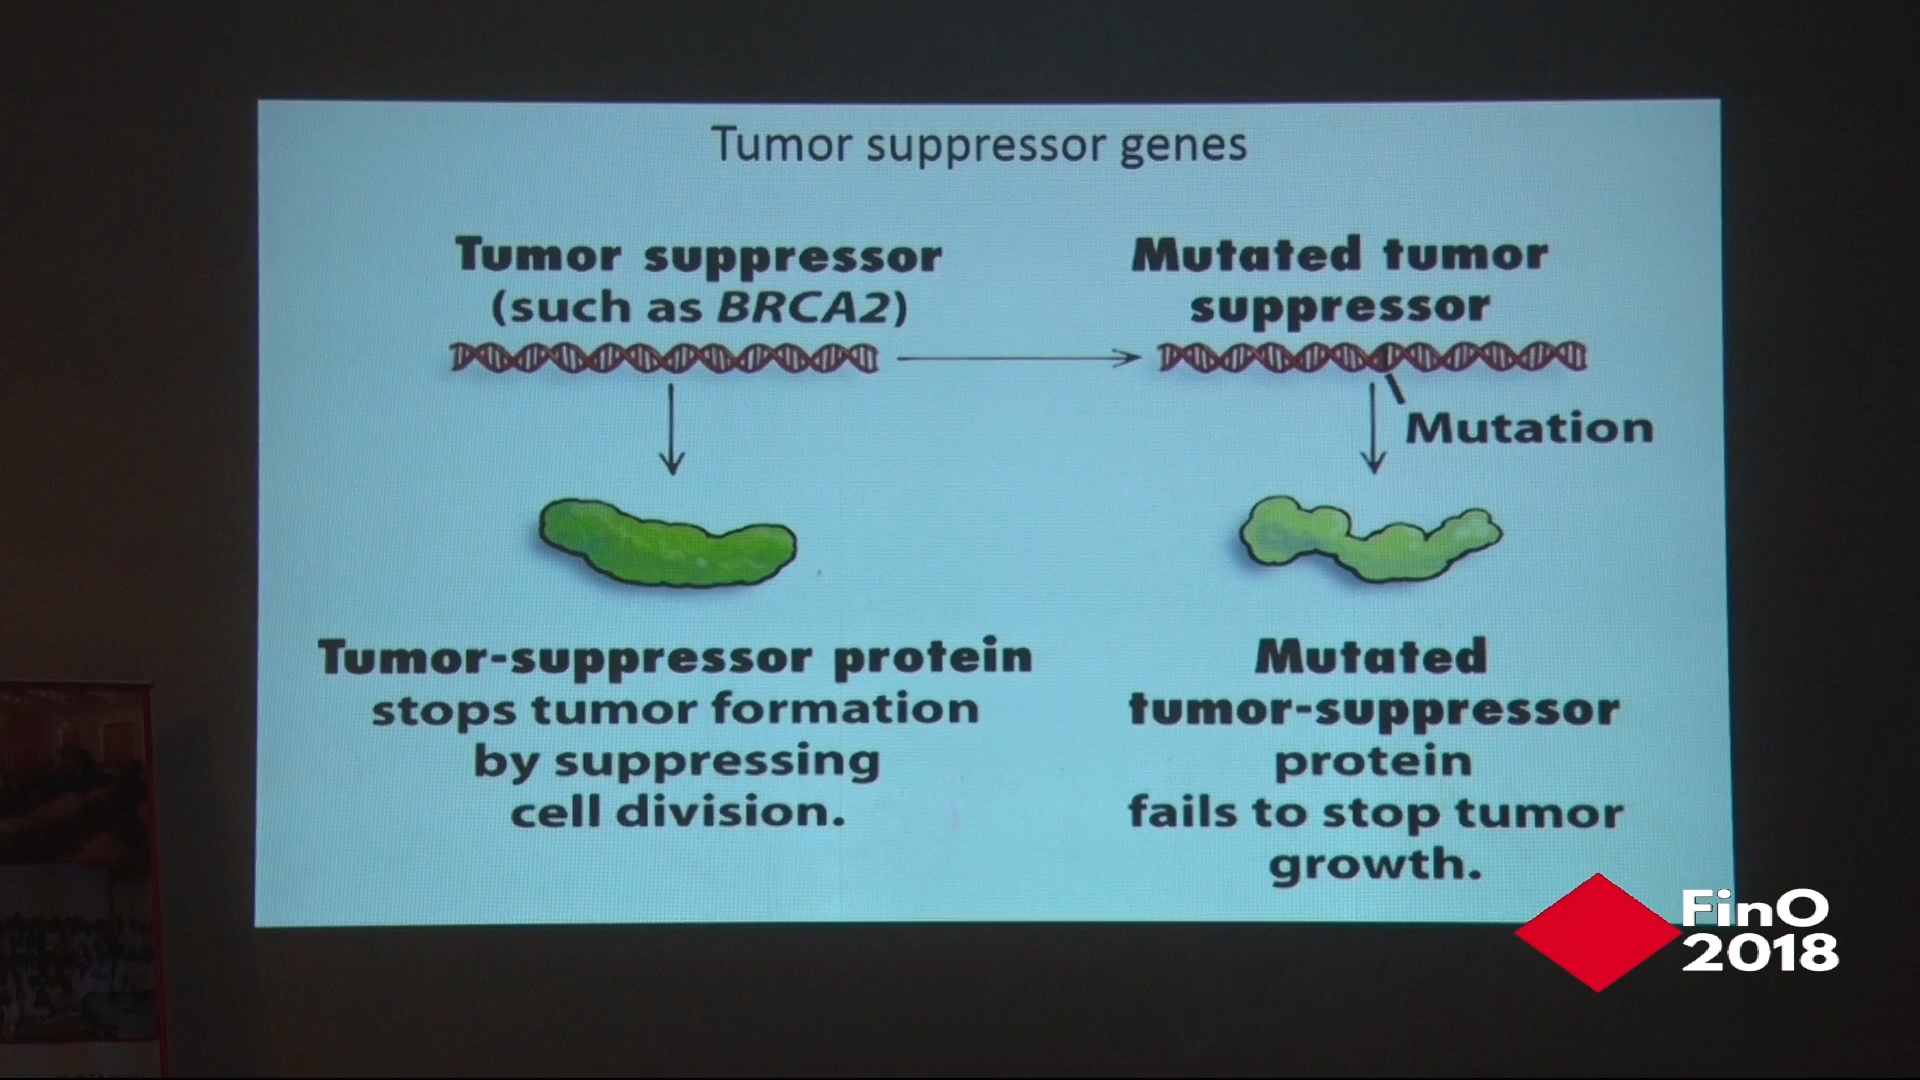 Tumor suppressor genes
Tumor suppressor
(such as BRCA2)
Mutated tumor
suppressor
Mutation
Tumor-suppressor protein
stops tumor formation
by suppressing
cell division.
Mutated
tumor-suppressor
protein
fails to stop tumor
growth.
FinO
2018